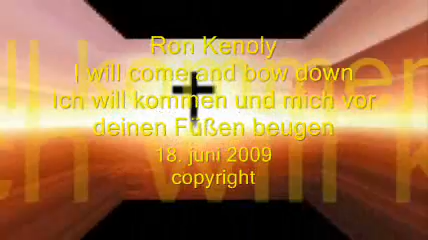 Ron Kenoly
I will come and bow down
Ich will kommen und mich vor
deinen Füßen beugen
18. juni 2009
copyright